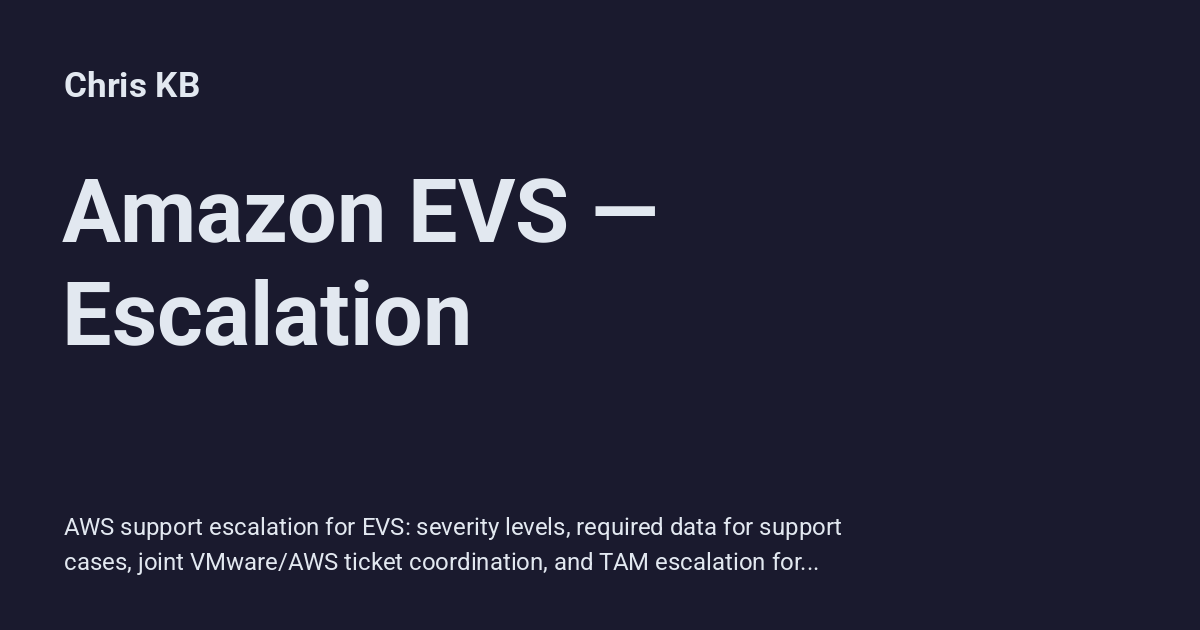 Chris KB
Amazon EVS —
Escalation
AWS support escalation for EVS: severity levels, required data for support
cases, joint VMware/AWS ticket coordination, and TAM escalation for...